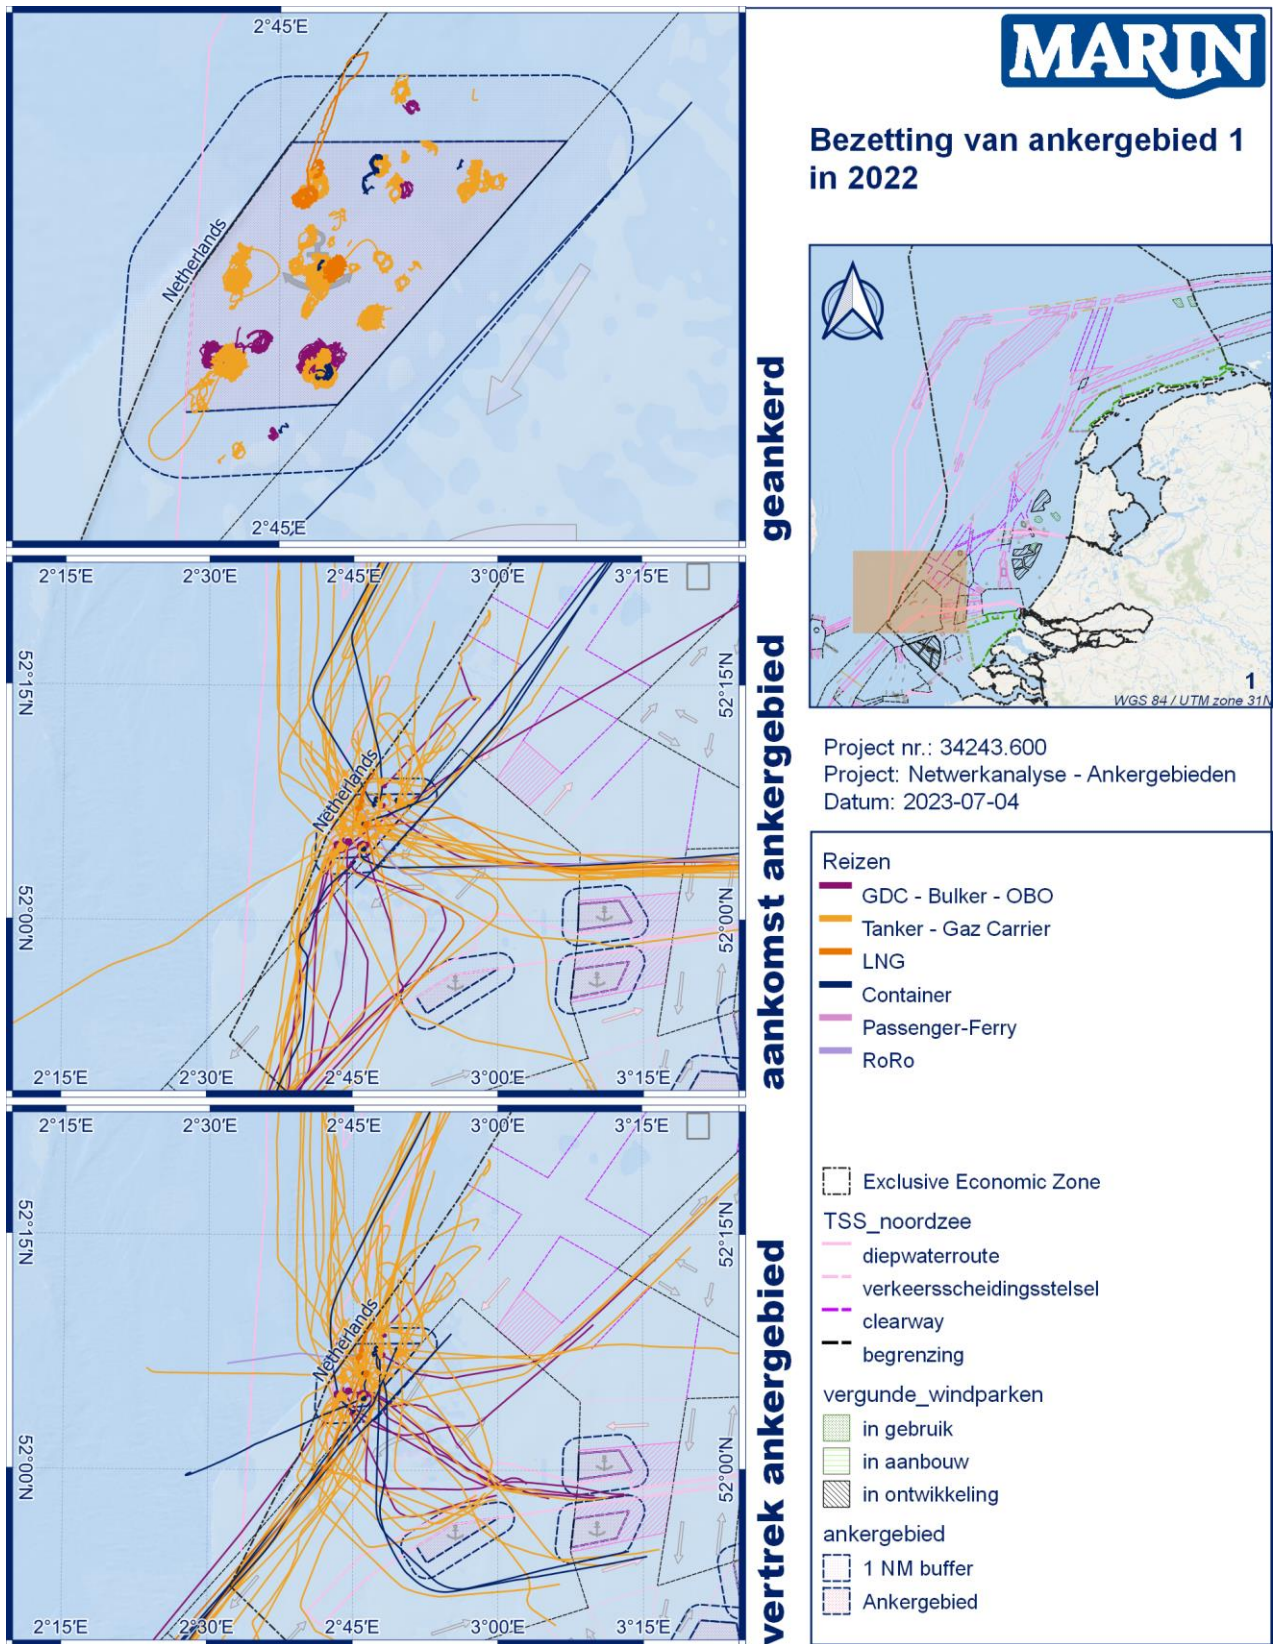 MARIN
Bezetting van ankergebied 1
in 2022
2°45'E
Netherlands
2°45'E
geankerd
2°15'E
2°30'E
2°45'E
3°00'E
3°15'E
52°15'N
52°15'N
Netherlands
52°00'N
52°00'N
2°15'E
2°30'E
2°45'E
3°00'E
3°15'E
aankomst ankergebied
2°15'E
2°30'E
2°45'E
3°00'E
3°15'E
52°15'N
52°15'N
Netherlands
52°00'N
52°00'N
2°15'E
2°30'E
2°45'E
3°00'E
3°15'E
vertrek ankergebied
1
WGS 84 / UTM zone 31N
Project nr.: 34243.600
Project: Netwerkanalyse - Ankergebieden
Datum: 2023-07-04
Reizen
GDC - Bulker - OBO
Tanker - Gaz Carrier
LNG
Container
Passenger-Ferry
RoRo
Exclusive Economic Zone
TSS_noordzee
diepwaterroute
verkeersscheidingsstelsel
clearway
begrenzing
vergunde_windparken
in gebruik
in aanbouw
in ontwikkeling
ankergebied
1 NM buffer
Ankergebied